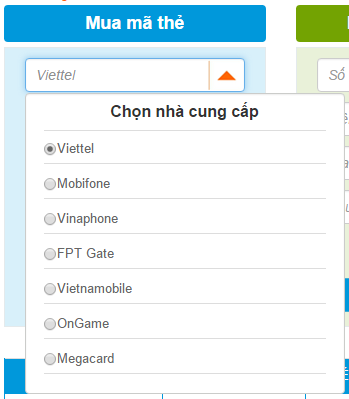 Mua mã thẻ
Viettel
Số
Chọn nhà cung cấp
Viettel
Mobifone
Vinaphone
FPT Gate
Vietnamobile
OnGame
Megacard